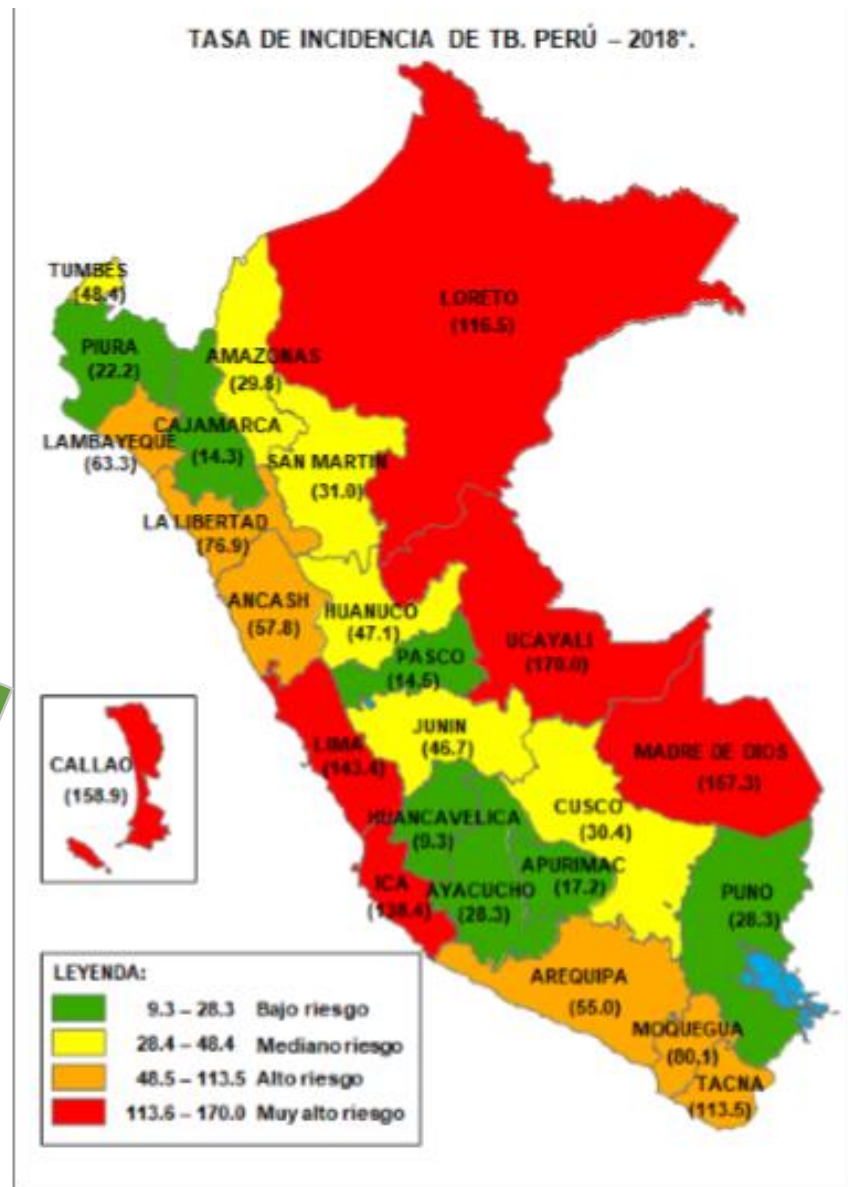 TASA DE INCIDENCIA DE TB. PERÚ – 2018*.
TUMBES
(48.4)
LORETO
(116.5)
PIURA
(22.2)
AMAZONAS
(29.8)
CAJAMARCA
(14.3)
LAMBAYEQUE
(63.3)
SAN MARTIN
(31.0)
LA LIBERTAD
(76.9)
ANCASH
(57.8)
HUANUCO
(47.1)
UCAYALI
(170.0)
PASCO
(14.5)
JUNIN
(46.7)
LIMA
(143.4)
MADRE DE DIOS
(157.3)
CALLAO
(158.9)
CUSCO
(30.4)
HUANCAVELICA
(9.3)
APURIMAC
(17.2)
ICA
(138.4)
AYACUCHO
(28.3)
PUNO
(28.3)
AREQUIPA
(55.0)
MOQUEGUA
(80,1)
TACNA
(113.5)
LEYENDA:
9.3 – 28.3 Bajo riesgo
28.4 – 48.4 Mediano riesgo
48.5 – 113.5 Alto riesgo
113.6 – 170.0 Muy alto riesgo